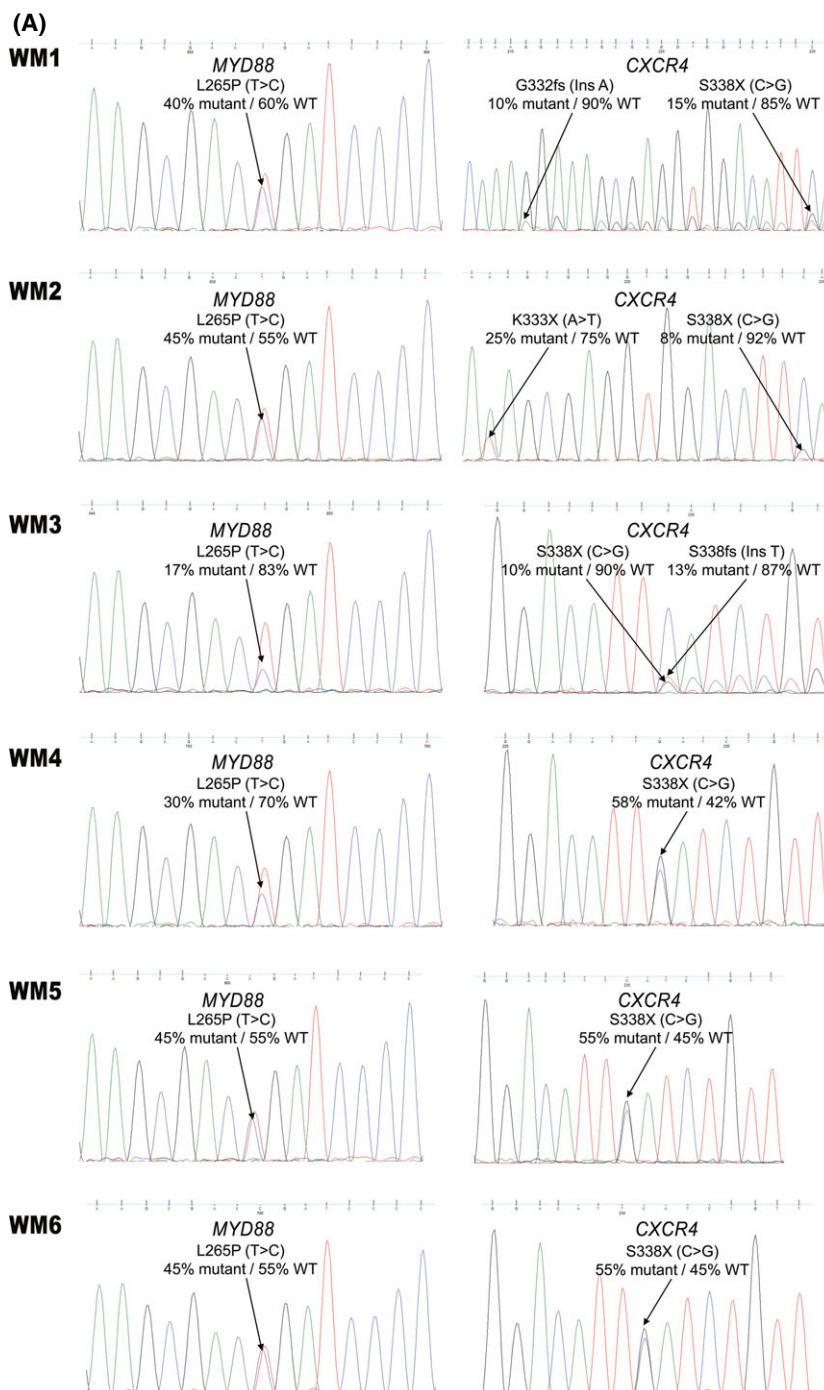 (A)
WM1
MYD88
L265P (T>C)
40% mutant / 60% WT
CXCR4
G332fs (Ins A)
10% mutant / 90% WT
S338X (C>G)
15% mutant / 85% WT
WM2
MYD88
L265P (T>C)
45% mutant / 55% WT
CXCR4
K333X (A>T)
25% mutant / 75% WT
S338X (C>G)
8% mutant / 92% WT
WM3
MYD88
L265P (T>C)
17% mutant / 83% WT
CXCR4
S338X (C>G)
10% mutant / 90% WT
S338fs (Ins T)
13% mutant / 87% WT
WM4
MYD88
L265P (T>C)
30% mutant / 70% WT
CXCR4
S338X (C>G)
58% mutant / 42% WT
WM5
MYD88
L265P (T>C)
45% mutant / 55% WT
CXCR4
S338X (C>G)
55% mutant / 45% WT
WM6
MYD88
L265P (T>C)
45% mutant / 55% WT
CXCR4
S338X (C>G)
55% mutant / 45% WT